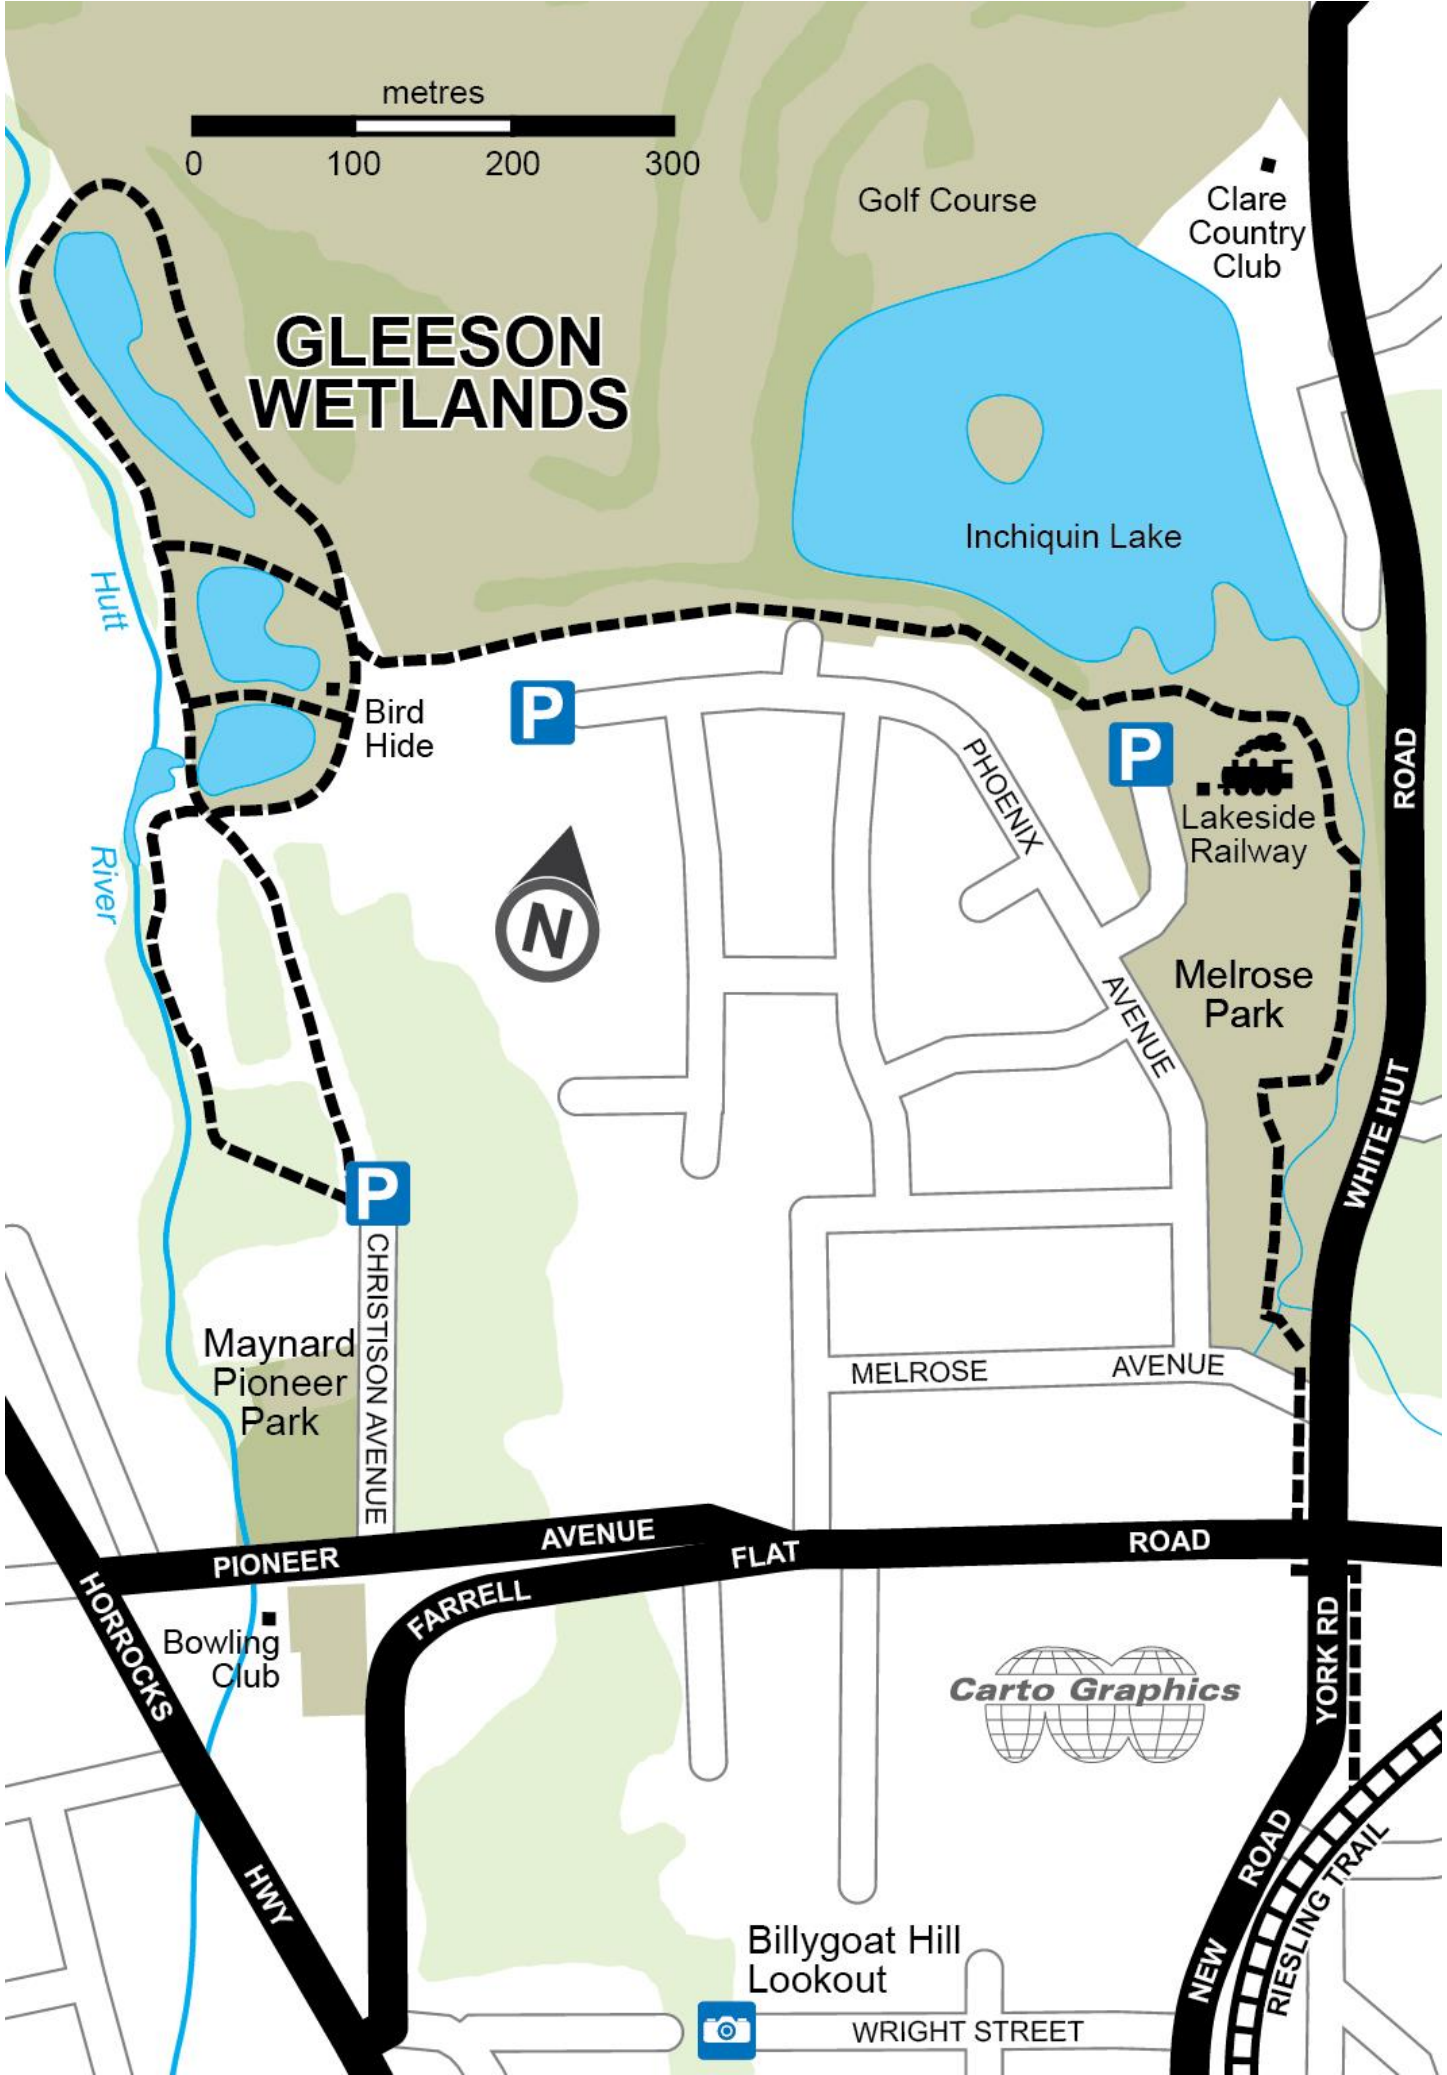 metres
0 100 200 300
Golf Course
Clare
Country
Club
GLEESON
WETLANDS
Inchiquin Lake
Hutt
River
Bird
Hide
P
P
PHOENIX
AVENUE
Lakeside
Railway
ROAD
N
Melrose
Park
WHITE HUT
P
CHRISTISON AVENUE
Maynard
Pioneer
Park
MELROSE AVENUE
PIONEER AVENUE
FARRELL FLAT ROAD
HORROCKS
HWY
Bowling
Club
YORK RD
Carto Graphics
NEW ROAD
RIESLING TRAIL
Billygoat Hill
Lookout
WRIGHT STREET